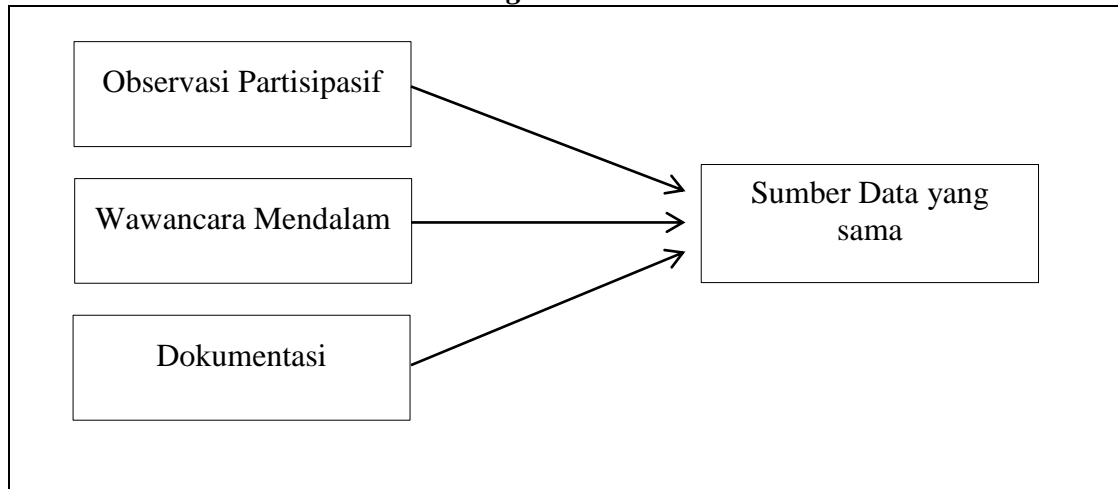 Observasi Partisipasif
Wawancara Mendalam
Dokumentasi
Sumber Data yang
sama